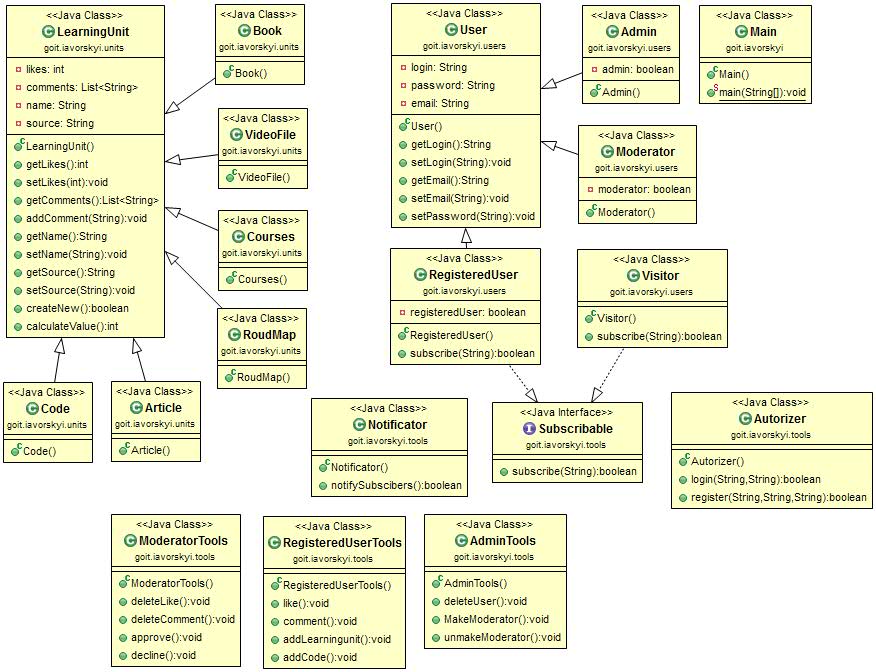 <<Java Class>>
LearningUnit
goit.iavorskyi.units
likes: int
comments: List<String>
name: String
source: String
LearningUnit()
getLikes():int
setLikes(int):void
getComments():List<String>
addComment(String):void
getName():String
setName(String):void
getSource():String
setSource(String):void
createNew():boolean
calculateValue():int
<<Java Class>>
Book
goit.iavorskyi.units
Book()
<<Java Class>>
VideoFile
goit.iavorskyi.units
VideoFile()
<<Java Class>>
Courses
goit.iavorskyi.units
Courses()
<<Java Class>>
RoudMap
goit.iavorskyi.units
RoudMap()
<<Java Class>>
Code
goit.iavorskyi.units
Code()
<<Java Class>>
Article
goit.iavorskyi.units
Article()
<<Java Class>>
User
goit.iavorskyi.users
login: String
password: String
email: String
User()
getLogin():String
setLogin(String):void
getEmail():String
setEmail(String):void
setPassword(String):void
<<Java Class>>
Admin
goit.iavorskyi.users
admin: boolean
Admin()
<<Java Class>>
Main
goit.iavorskyi
Main()
main(String[]):void
<<Java Class>>
Moderator
goit.iavorskyi.users
moderator: boolean
Moderator()
<<Java Class>>
RegisteredUser
goit.iavorskyi.users
registeredUser: boolean
RegisteredUser()
subscribe(String):boolean
<<Java Class>>
Visitor
goit.iavorskyi.users
Visitor()
subscribe(String):boolean
<<Java Class>>
Notificator
goit.iavorskyi.tools
Notificator()
notifySubscibers():boolean
<<Java Interface>>
Subscribable
goit.iavorskyi.tools
subscribe(String):boolean
<<Java Class>>
Autorizer
goit.iavorskyi.tools
Autorizer()
login(String,String):boolean
register(String,String,String):boolean
<<Java Class>>
ModeratorTools
goit.iavorskyi.tools
ModeratorTools()
deleteLike():void
deleteComment():void
approve():void
decline():void
<<Java Class>>
RegisteredUserTools
goit.iavorskyi.tools
RegisteredUserTools()
like():void
comment():void
addLearningunit():void
addCode():void
<<Java Class>>
AdminTools
goit.iavorskyi.tools
AdminTools()
deleteUser():void
MakeModerator():void
unmakeModerator():void